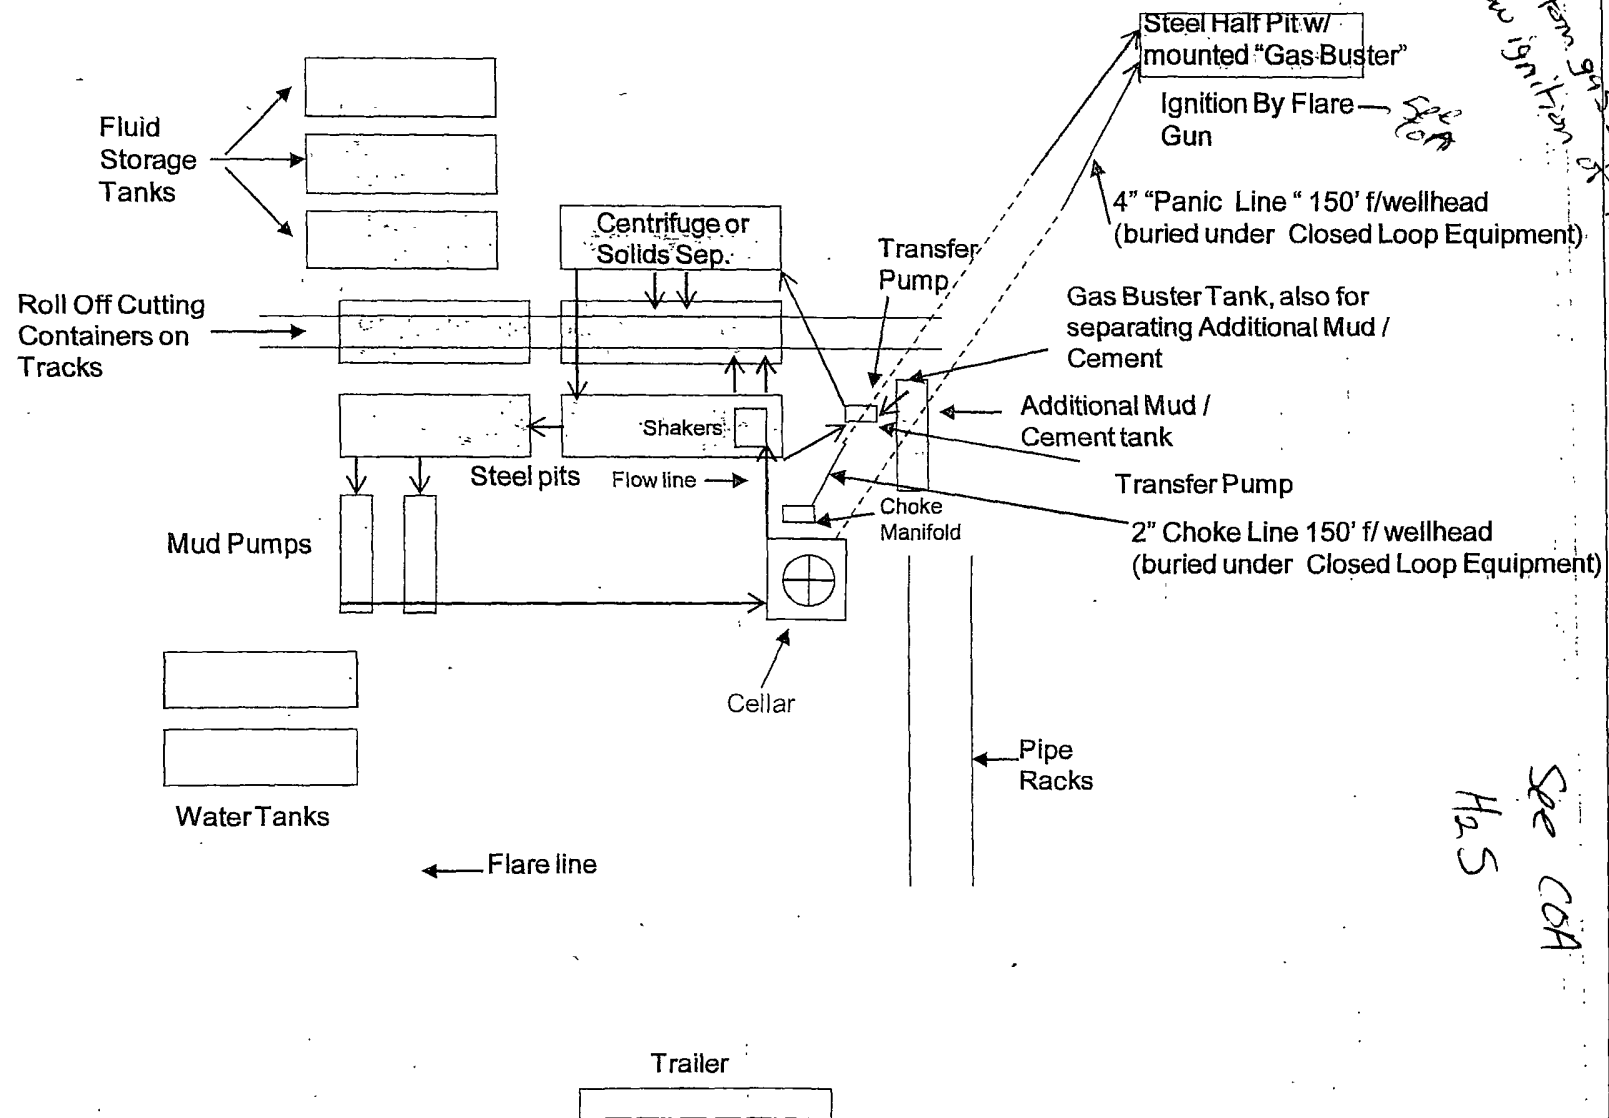 Steel Half Pit w/
mounted "Gas Buster"
Ignition By Flare
Gun
See
COA
ignition
Fluid
Storage
Tanks
4" "Panic Line " 150' f/wellhead
(buried under Closed Loop Equipment)
Centrifuge or
Solids Sep.
Transfer
Pump
Roll Off Cutting
Containers on
Tracks
Gas Buster Tank, also for
separating Additional Mud /
Cement
Additional Mud /
Cement tank
Shakers
Steel pits
Flow line
Transfer Pump
Choke
Manifold
2" Choke Line 150' f/ wellhead
(buried under Closed Loop Equipment)
Mud Pumps
Cellar
Pipe
Racks
Water Tanks
Flare line
See COA
H2S
Trailer